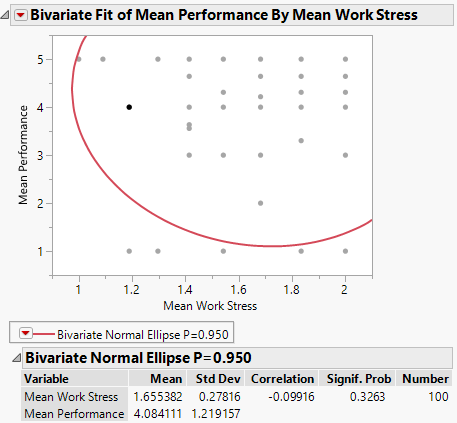 Bivariate Fit of Mean Performance By Mean Work Stress
5
4
3
2
1
Mean Performance
1 1.2 1.4 1.6 1.8 2
Mean Work Stress
Bivariate Normal Ellipse P=0.950
Bivariate Normal Ellipse P=0.950
Variable Mean Std Dev Correlation Signif. Prob Number
Mean Work Stress 1.655382 0.27816 -0.09916 0.3263 100
Mean Performance 4.084111 1.219157